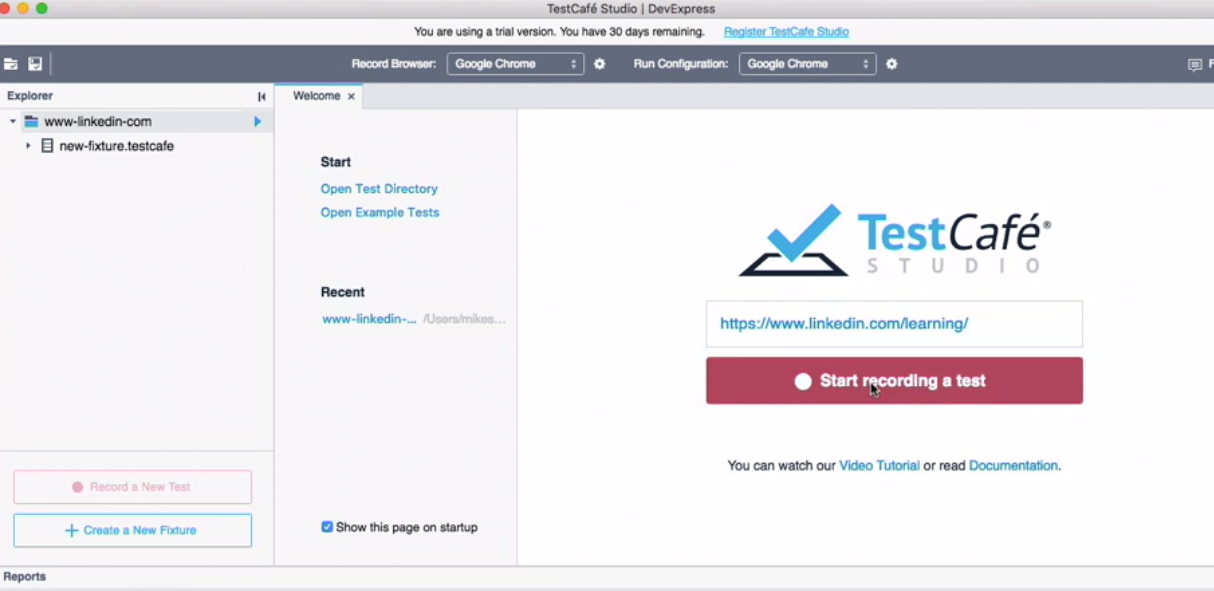 TestCafé Studio | DevExpress
You are using a trial version. You have 30 days remaining. Register TestCafe Studio
Record Browser: Google Chrome Run Configuration: Google Chrome
Explorer
Welcome ×
www-linkedin-com
new-fixture.testcafe
Start
Open Test Directory
Open Example Tests
Recent
www-linkedin-... /Users/mikes...
Show this page on startup
TestCafé®
STUDIO
https://www.linkedin.com/learning/
Start recording a test
You can watch our Video Tutorial or read Documentation.
Record a New Test
Create a New Fixture
Reports